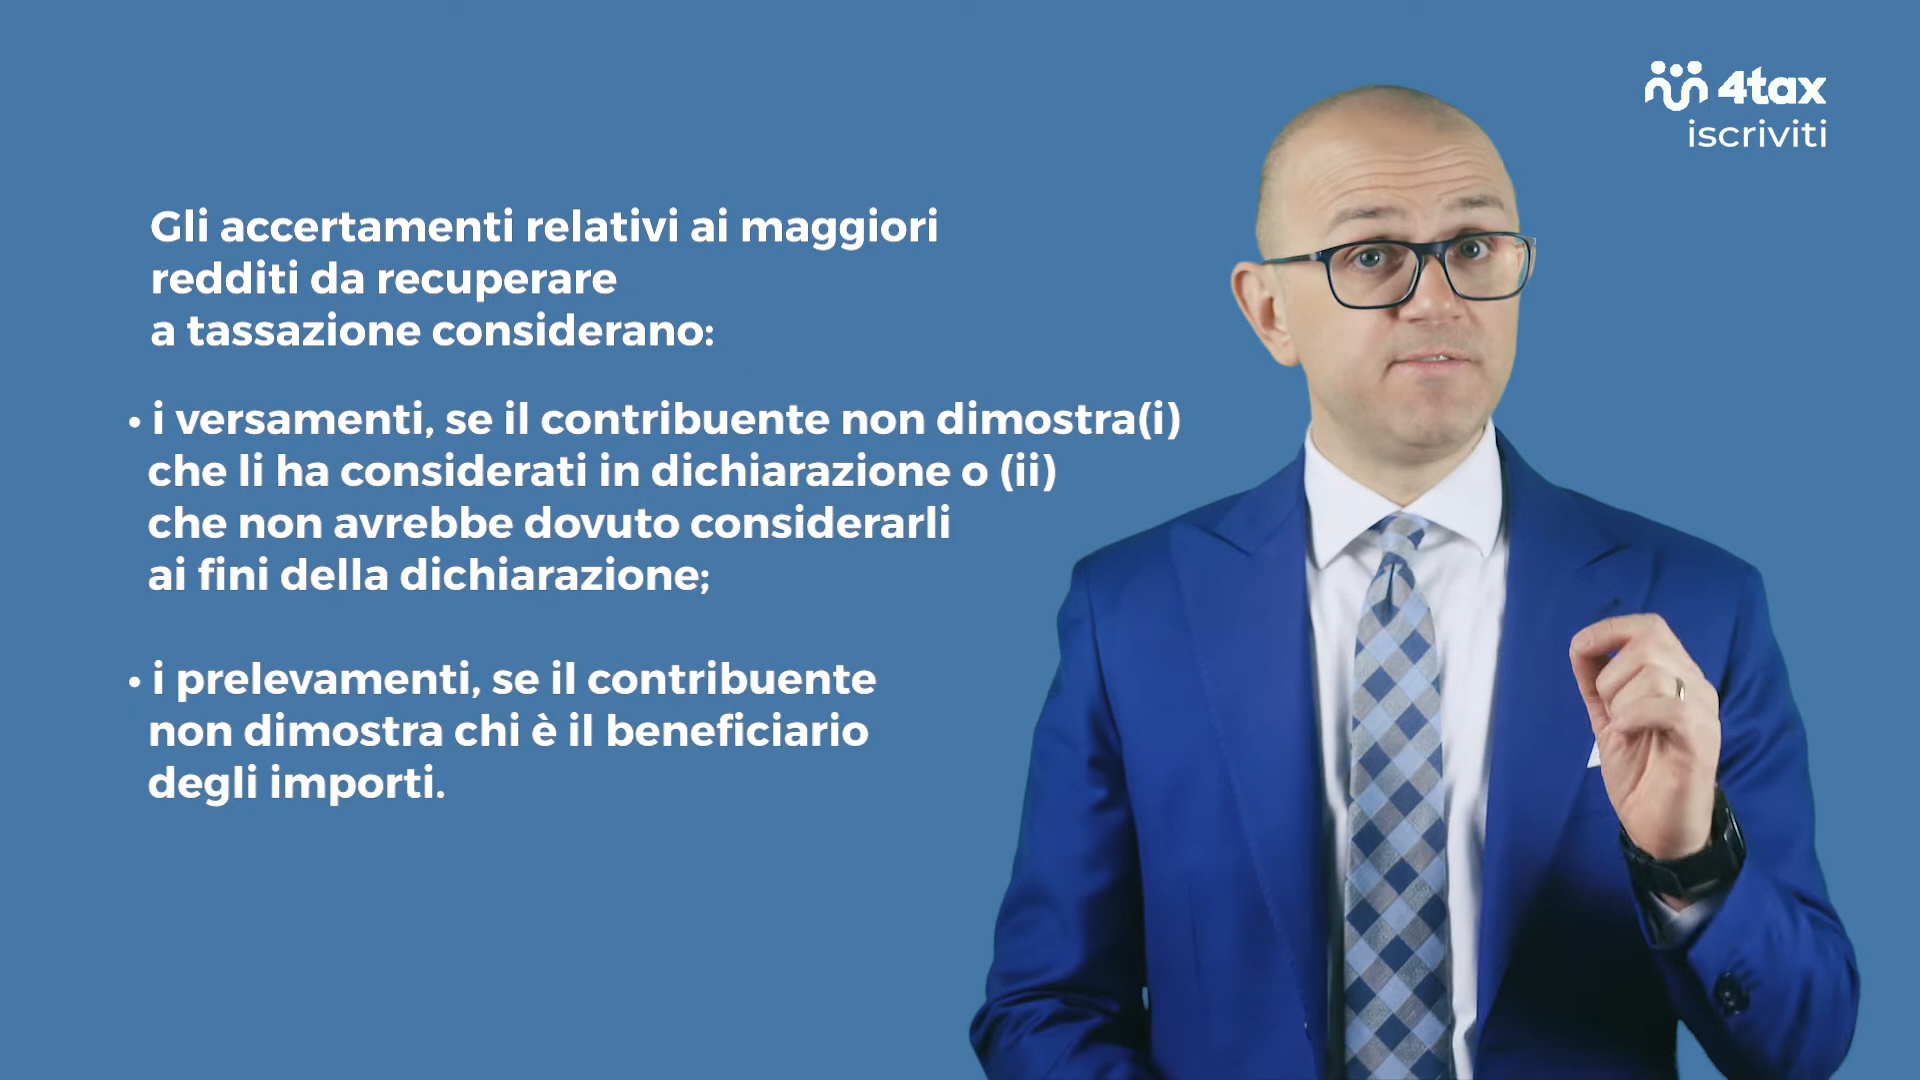 4tax
iscriviti
Gli accertamenti relativi ai maggiori
redditi da recuperare
a tassazione considerano:
• i versamenti, se il contribuente non dimostra(i)
che li ha considerati in dichiarazione o (ii)
che non avrebbe dovuto considerarli
ai fini della dichiarazione;
• i prelevamenti, se il contribuente
non dimostra chi è il beneficiario
degli importi.